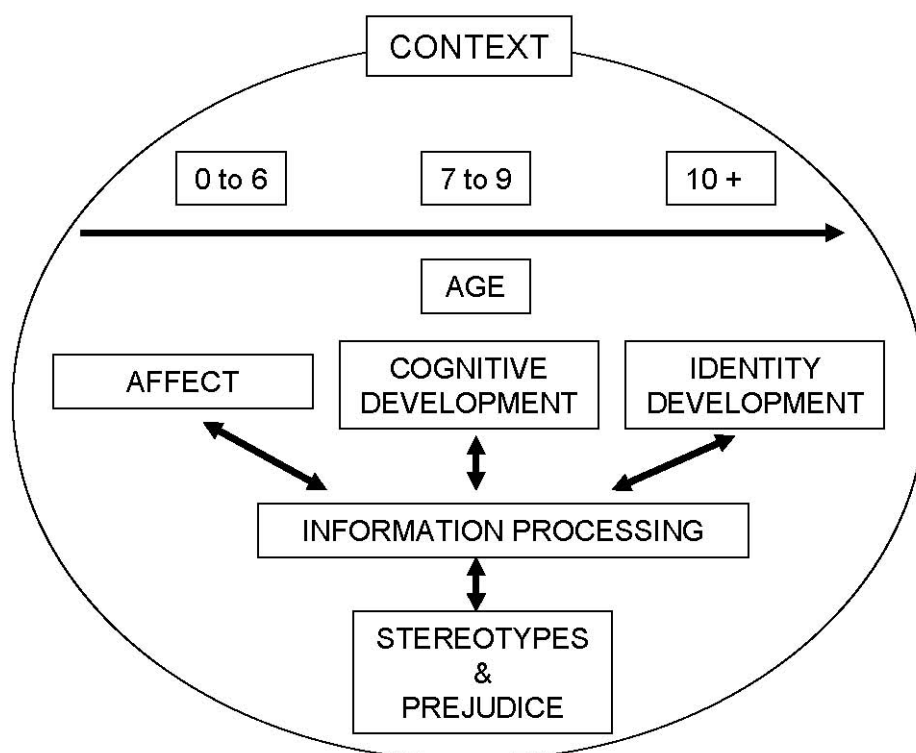 CONTEXT
0 to 6
7 to 9
10 +
AGE
AFFECT
COGNITIVE
DEVELOPMENT
IDENTITY
DEVELOPMENT
INFORMATION PROCESSING
STEREOTYPES
&
PREJUDICE